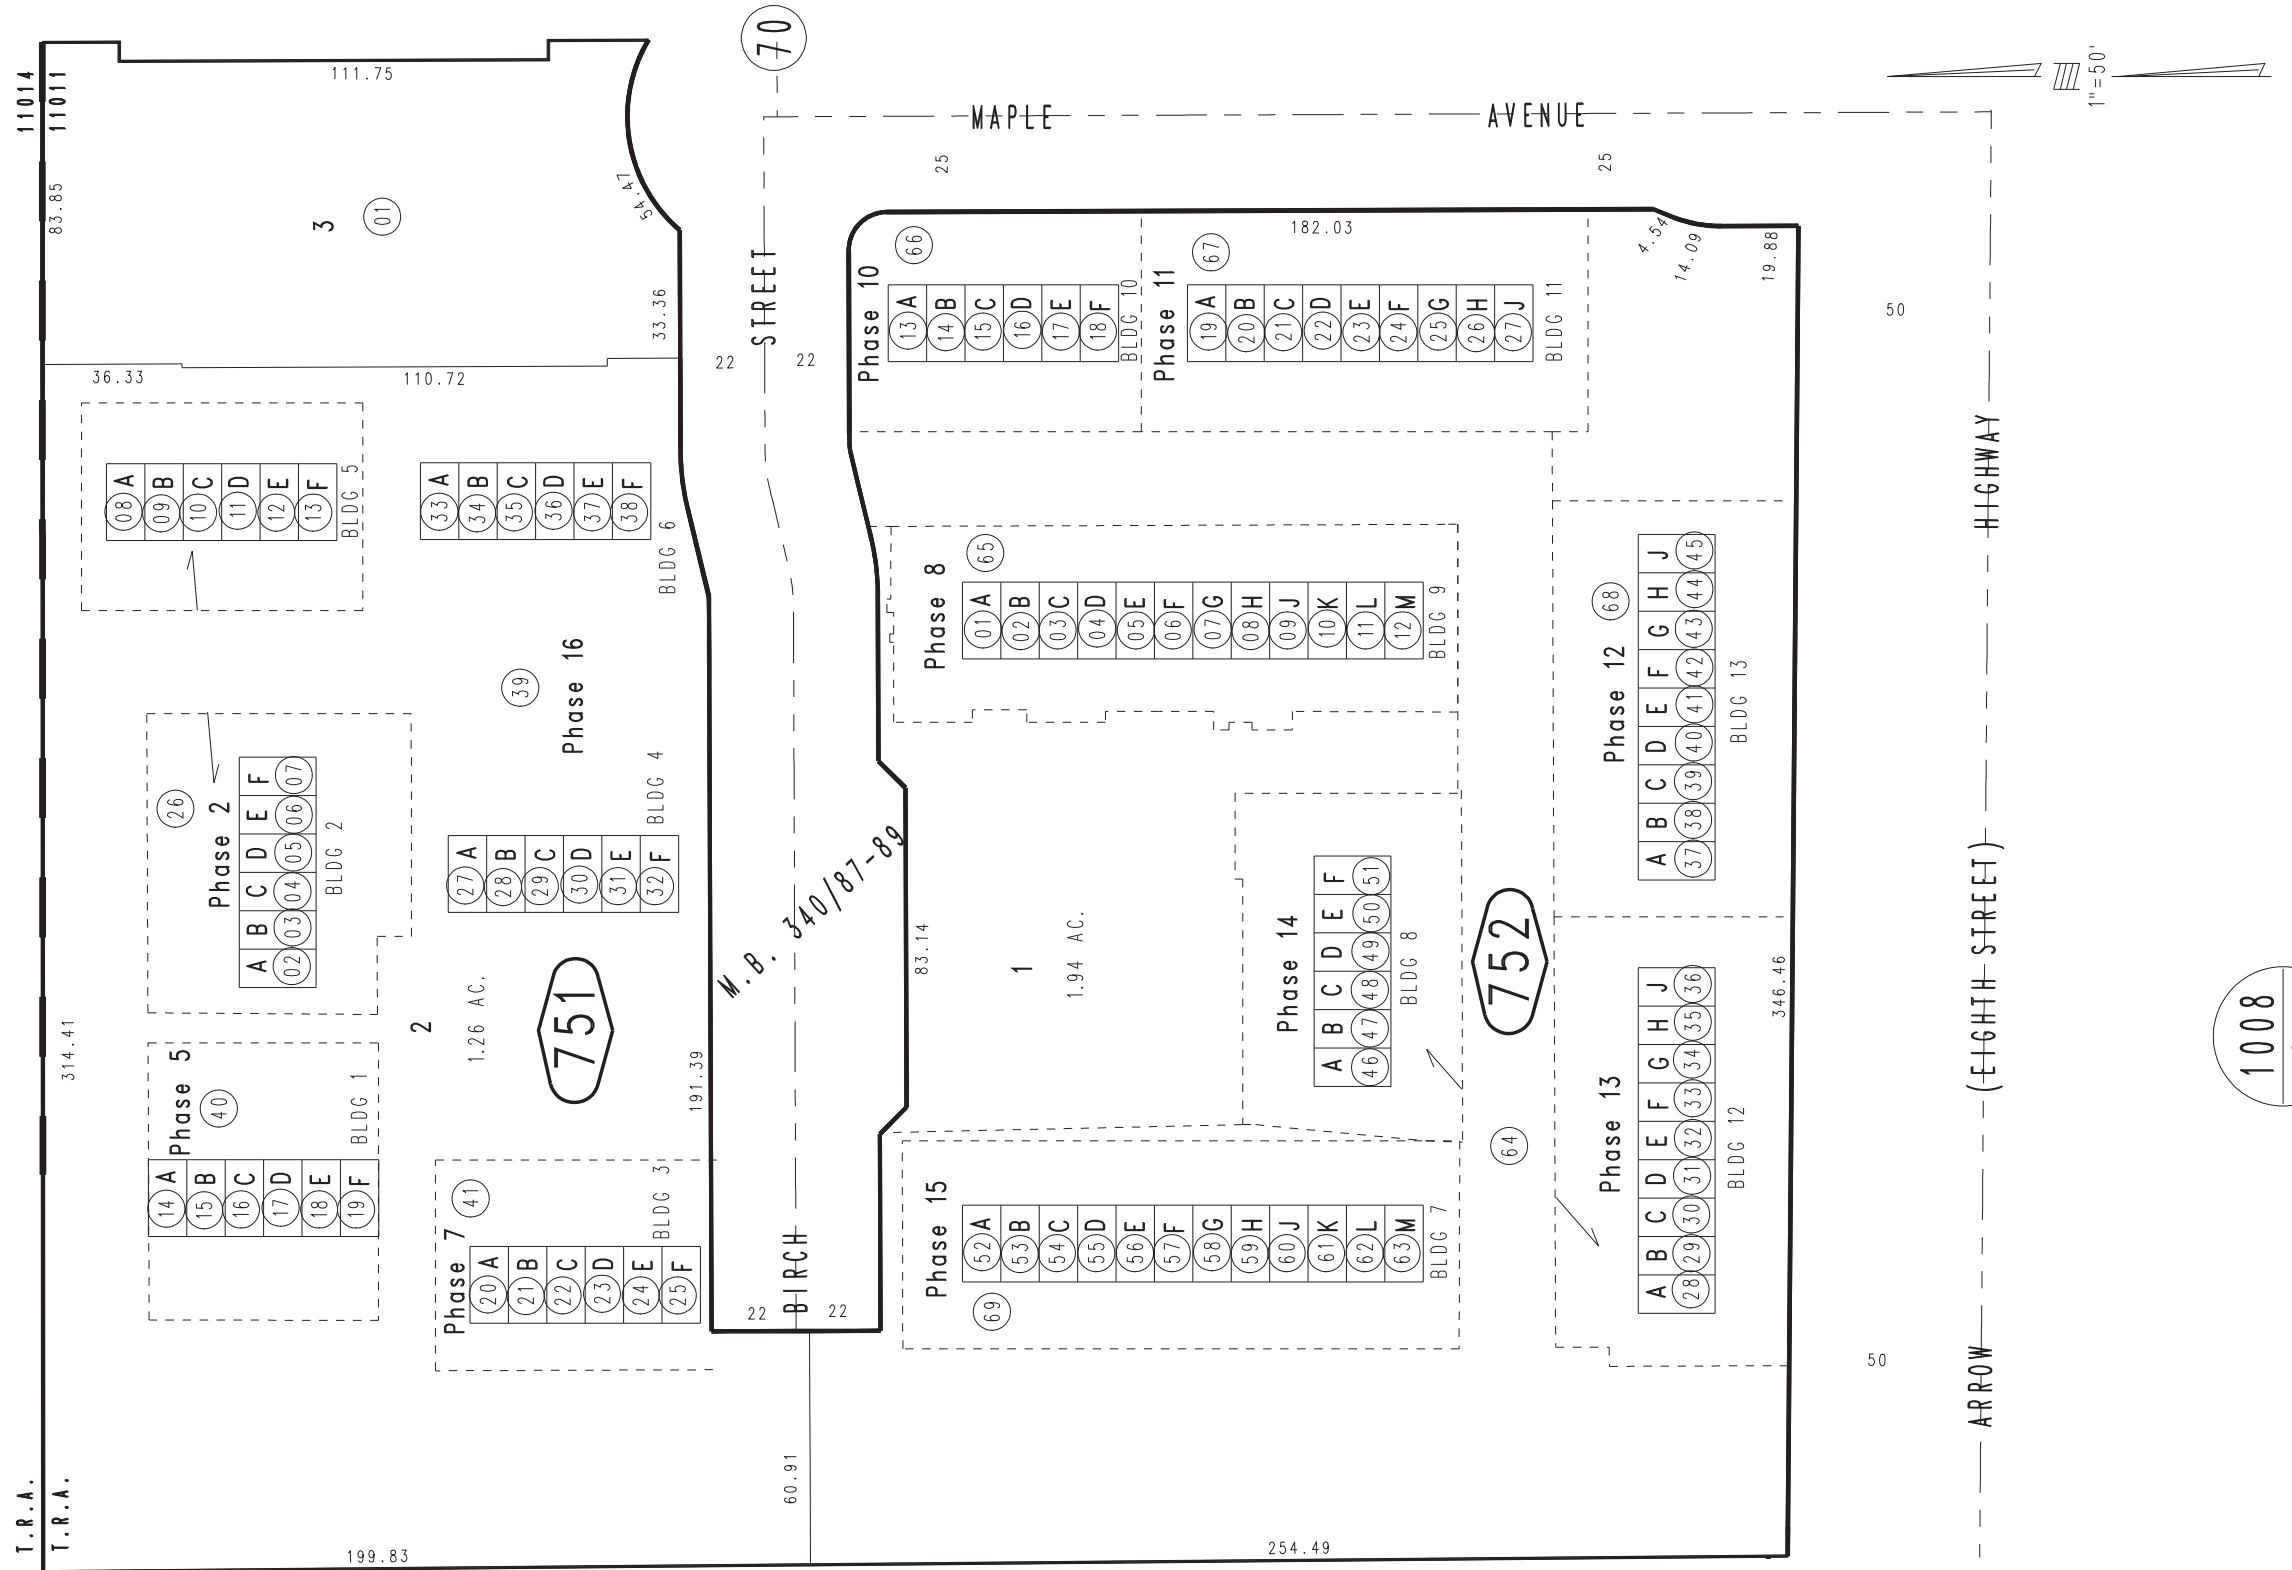 T.R.A. 11014
T.R.A. 11011
83.85
314.41
111.75
3
01
54.47
33.36
36.33
110.72
08 A
09 B
10 C
11 D
12 E
13 F
BLDG 5
33 A
34 B
35 C
36 D
37 E
38 F
BLDG 6
39
Phase 16
26
Phase 2
A B C D E F
02 03 04 05 06 07
BLDG 2
27 A
28 B
29 C
30 D
31 E
32 F
BLDG 4
2
1.26 AC.
751
Phase 5
40
14 A
15 B
16 C
17 D
18 E
19 F
BLDG 1
Phase 7
41
20 A
21 B
22 C
23 D
24 E
25 F
BLDG 3
191.39
199.83
60.91
70
BIRCH STREET
22
22
22
22
M.B. 340/87-89
MAPLE AVENUE
25
25
182.03
4.54
14.09
19.88
Phase 10
66
13 A
14 B
15 C
16 D
17 E
18 F
BLDG 10
Phase 11
67
19 A
20 B
21 C
22 D
23 E
24 F
25 G
26 H
27 J
BLDG 11
Phase 8
65
01 A
02 B
03 C
04 D
05 E
06 F
07 G
08 H
09 J
10 K
11 L
12 M
BLDG 9
83.14
1
1.94 AC.
Phase 14
A B C D E F
46 47 48 49 50 51
BLDG 8
752
64
Phase 15
69
52 A
53 B
54 C
55 D
56 E
57 F
58 G
59 H
60 J
61 K
62 L
63 M
BLDG 7
Phase 12
68
A B C D E F G H J
37 38 39 40 41 42 43 44 45
BLDG 13
Phase 13
A B C D E F G H J
28 29 30 31 32 33 34 35 36
BLDG 12
346.46
254.49
50
50
ARROW (EIGHTH STREET) HIGHWAY
1"=50'
1008